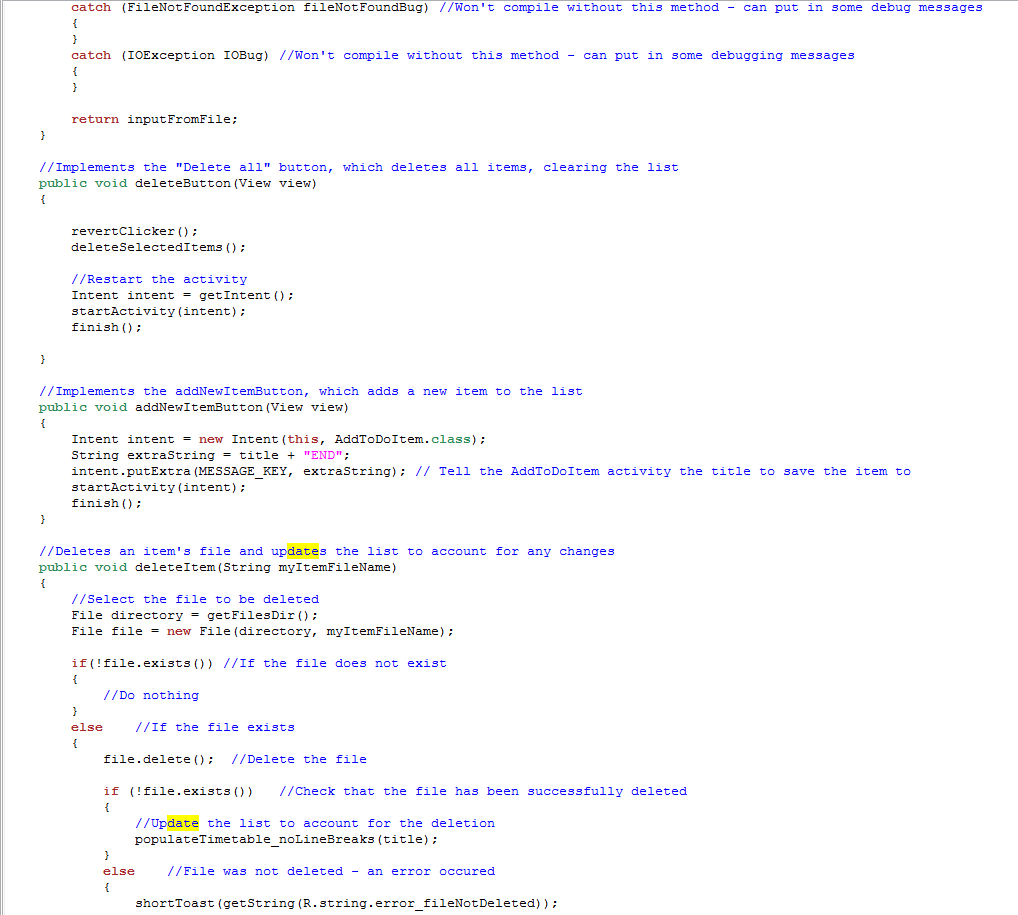 catch (FileNotFoundException fileNotFoundBug) //Won't compile without this method - can put in some debug messages
{
}
catch (IOException IOBug) //Won't compile without this method - can put in some debugging messages
{
}
return inputFromFile;
}
//Implements the "Delete all" button, which deletes all items, clearing the list
public void deleteButton(View view)
{
revertClicker();
deleteSelectedItems();
//Restart the activity
Intent intent = getIntent();
startActivity(intent);
finish();
}
//Implements the addNewItemButton, which adds a new item to the list
public void addNewItemButton(View view)
{
Intent intent = new Intent(this, AddToDoItem.class);
String extraString = title + "END";
intent.putExtra(MESSAGE_KEY, extraString); // Tell the AddToDoItem activity the title to save the item to
startActivity(intent);
finish();
}
//Deletes an item's file and updates the list to account for any changes
public void deleteItem(String myItemFileName)
{
//Select the file to be deleted
File directory = getFilesDir();
File file = new File(directory, myItemFileName);
if(!file.exists()) //If the file does not exist
{
//Do nothing
}
else //If the file exists
{
file.delete(); //Delete the file
if (!file.exists()) //Check that the file has been successfully deleted
{
//Update the list to account for the deletion
populateTimetable_noLineBreaks(title);
}
else //File was not deleted - an error occured
{
shortToast(getString(R.string.error_fileNotDeleted));